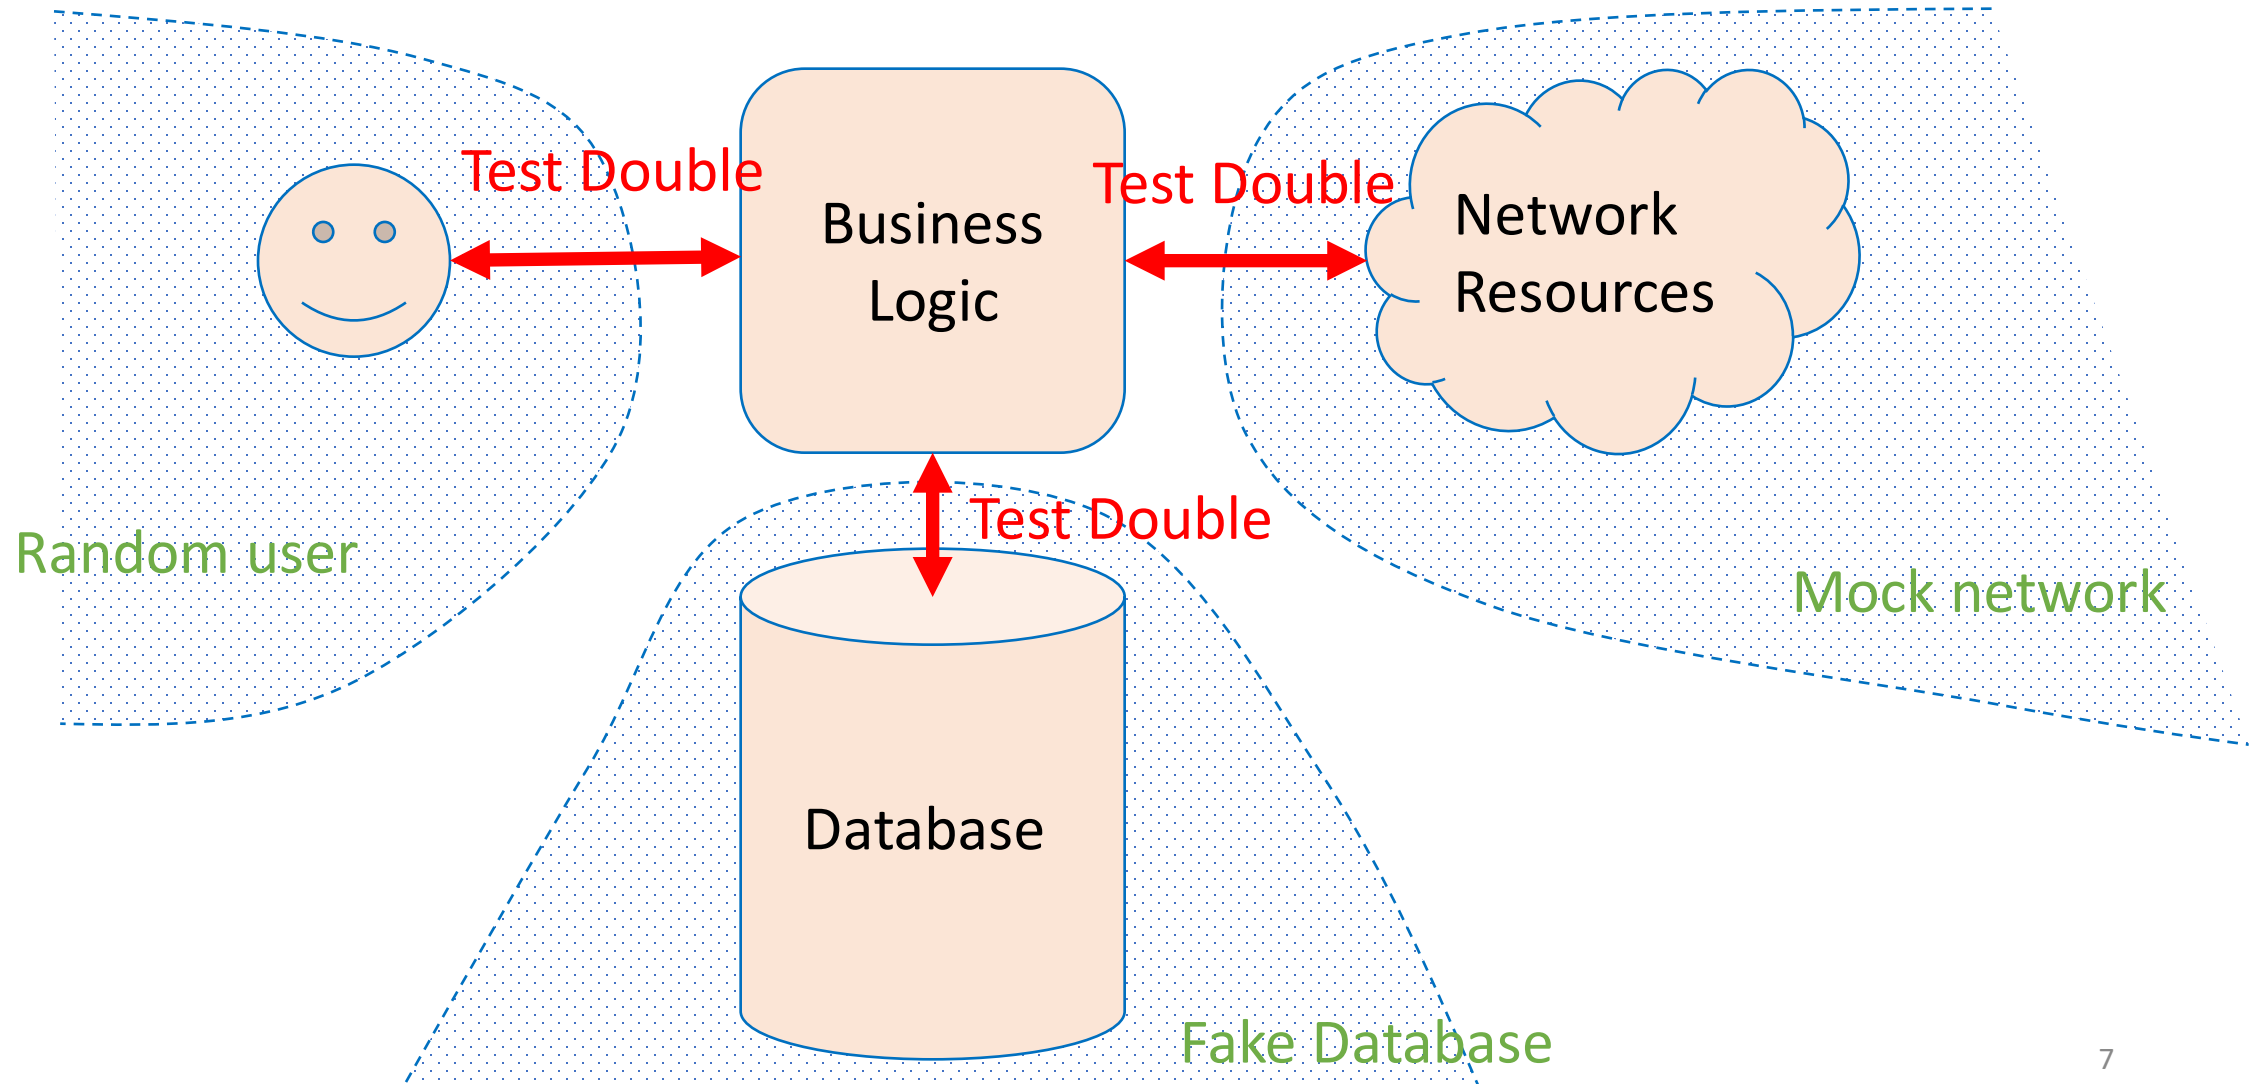 Test Double
Business
Logic
Test Double
Network
Resources
Random user
Test Double
Mock network
Database
Fake Database
7